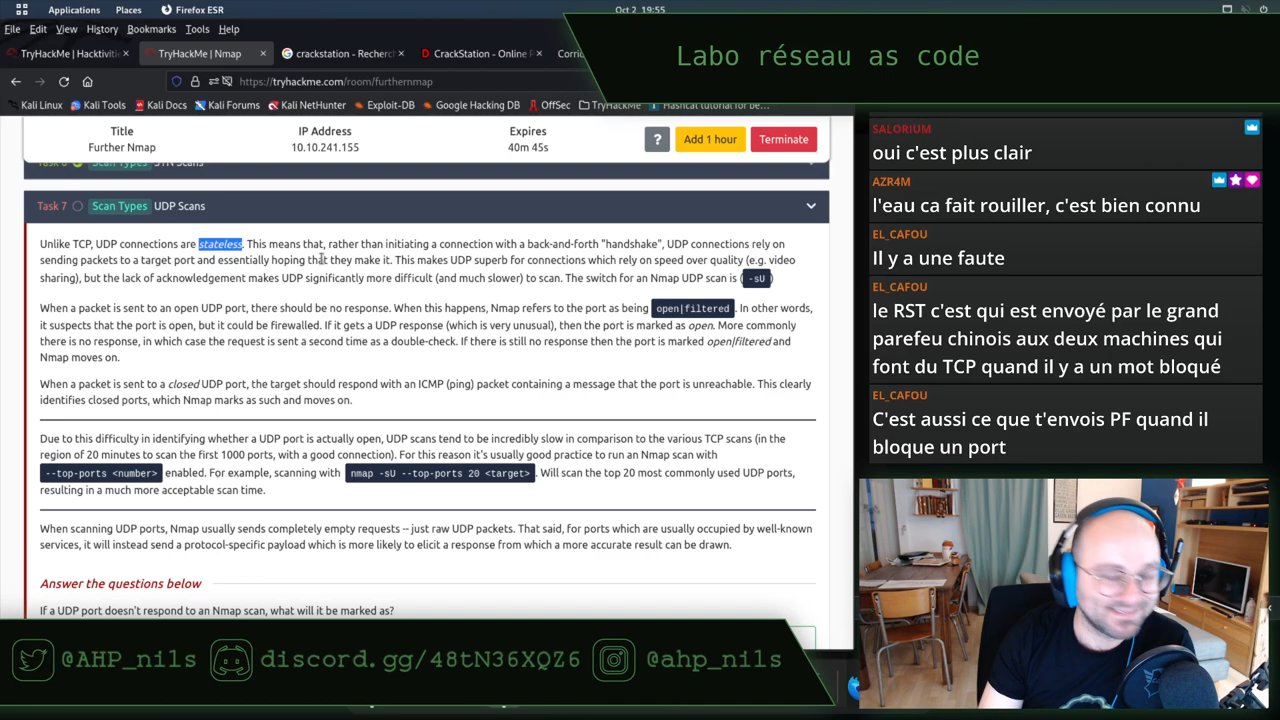 Applications Places Firefox ESR
Oct 2 19:55
File Edit View History Bookmarks Tools Help
TryHackMe | Hacktiviti
TryHackMe | Nmap
crackstation - Recherc
CrackStation - Online P
Corri
https://tryhackme.com/room/furthernmap
Kali Linux Kali Tools Kali Docs Kali Forums Kali NetHunter Exploit-DB Google Hacking DB OffSec TryHackMe Hashcat tutorial for be...
Labo réseau as code
Title IP Address Expires
Further Nmap 10.10.241.155 40m 45s
? Add 1 hour Terminate
Scan Types
Task 7 Scan Types UDP Scans
Unlike TCP, UDP connections are stateless. This means that, rather than initiating a connection with a back-and-forth "handshake", UDP connections rely on
sending packets to a target port and essentially hoping that they make it. This makes UDP superb for connections which rely on speed over quality (e.g. video
sharing), but the lack of acknowledgement makes UDP significantly more difficult (and much slower) to scan. The switch for an Nmap UDP scan is ( -sU )
When a packet is sent to an open UDP port, there should be no response. When this happens, Nmap refers to the port as being open|filtered. In other words,
it suspects that the port is open, but it could be firewalled. If it gets a UDP response (which is very unusual), then the port is marked as open. More commonly
there is no response, in which case the request is sent a second time as a double-check. If there is still no response then the port is marked open|filtered and
Nmap moves on.
When a packet is sent to a closed UDP port, the target should respond with an ICMP (ping) packet containing a message that the port is unreachable. This clearly
identifies closed ports, which Nmap marks as such and moves on.
Due to this difficulty in identifying whether a UDP port is actually open, UDP scans tend to be incredibly slow in comparison to the various TCP scans (in the
region of 20 minutes to scan the first 1000 ports, with a good connection). For this reason it's usually good practice to run an Nmap scan with
--top-ports <number> enabled. For example, scanning with nmap -sU --top-ports 20 <target>. Will scan the top 20 most commonly used UDP ports,
resulting in a much more acceptable scan time.
When scanning UDP ports, Nmap usually sends completely empty requests -- just raw UDP packets. That said, for ports which are usually occupied by well-known
services, it will instead send a protocol-specific payload which is more likely to elicit a response from which a more accurate result can be drawn.
Answer the questions below
If a UDP port doesn't respond to an Nmap scan, what will it be marked as?
SALORIUM
oui c'est plus clair
AZR4M
l'eau ca fait rouiller, c'est bien connu
EL_CAFOU
Il y a une faute
EL_CAFOU
le RST c'est qui est envoyé par le grand
parefeu chinois aux deux machines qui
font du TCP quand il y a un mot bloqué
EL_CAFOU
C'est aussi ce que t'envois PF quand il
bloque un port
@AHP_nils discord.gg/48tN36XQZ6 @ahp_nils